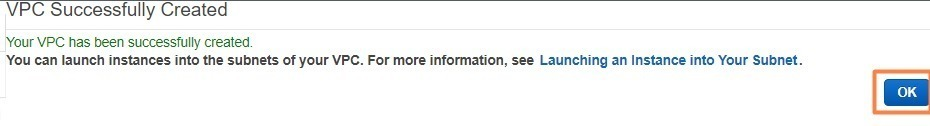 VPC Successfully Created
Your VPC has been successfully created.
You can launch instances into the subnets of your VPC. For more information, see Launching an Instance into Your Subnet.
OK